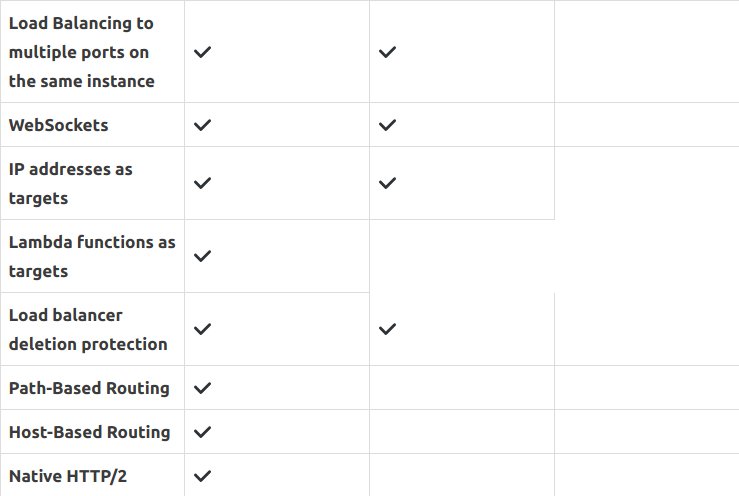 Load Balancing to
multiple ports on
the same instance
✓ ✓
WebSockets ✓ ✓
IP addresses as
targets
✓ ✓
Lambda functions as
targets
✓
Load balancer
deletion protection
✓ ✓
Path-Based Routing ✓
Host-Based Routing ✓
Native HTTP/2 ✓